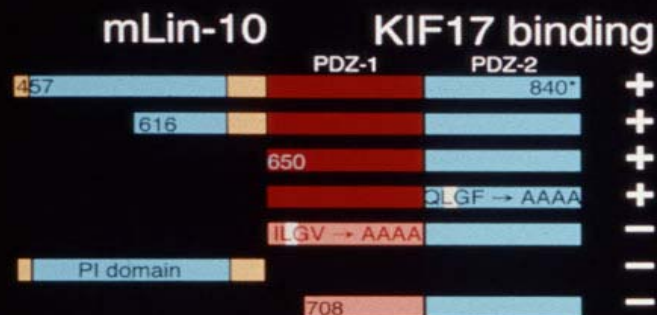 mLin-10 KIF17 binding
PDZ-1 PDZ-2
457 840* +
616 +
650 +
QLGF → AAAA +
ILGV → AAAA −
PI domain −
708 −